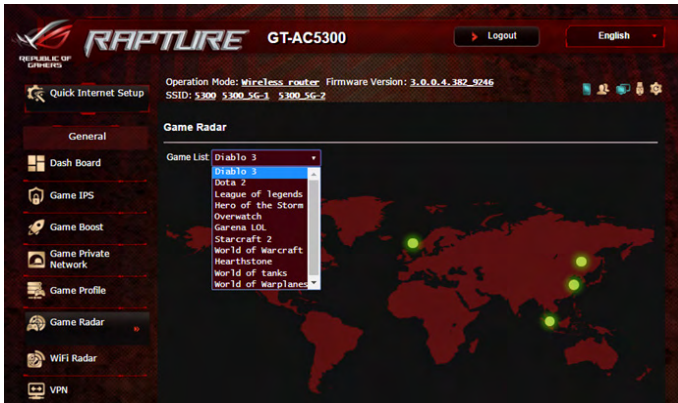 REPUBLIC OF
GAMERS
RAPTURE
GT-AC5300
Logout
English
Quick Internet Setup
Operation Mode: Wireless router Firmware Version: 3.0.0.4.382_9246
SSID: 5300 5300_5G-1 5300_5G-2
General
Game Radar
Dash Board
Game List Diablo 3
Diablo 3
Dota 2
League of legends
Hero of the Storm
Overwatch
Garena LOL
Starcraft 2
World of Warcraft
Hearthstone
World of tanks
World of Warplanes
Game IPS
Game Boost
Game Private
Network
Game Profile
Game Radar
WiFi Radar
VPN